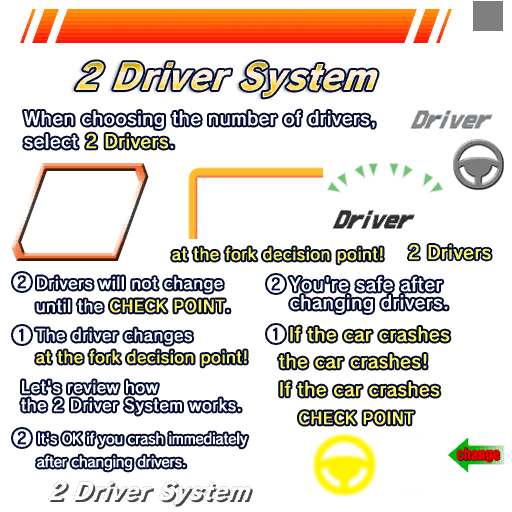 2 Driver System
When choosing the number of drivers,
select 2 Drivers.
Driver
Driver
at the fork decision point!
2 Drivers
② Drivers will not change
until the CHECK POINT.
① The driver changes
at the fork decision point!
Let's review how
the 2 Driver System works.
② It's OK if you crash immediately
after changing drivers.
2 Driver System
② You're safe after
changing drivers.
① If the car crashes
the car crashes!
If the car crashes
CHECK POINT
change